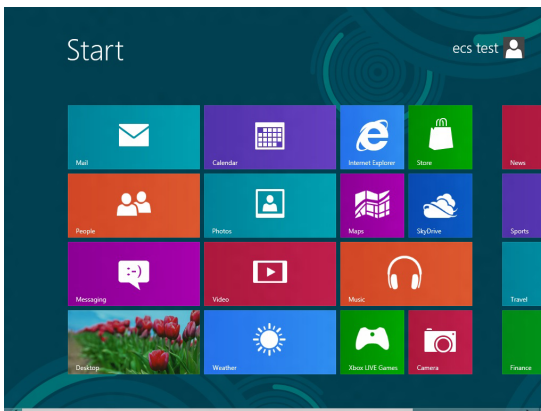 Start
ecs test
Mail
Calendar
Internet Explorer
Store
News
People
Photos
Maps
SkyDrive
Sports
Messaging
:-)
Video
Music
Travel
Desktop
Weather
Xbox LIVE Games
Camera
Finance